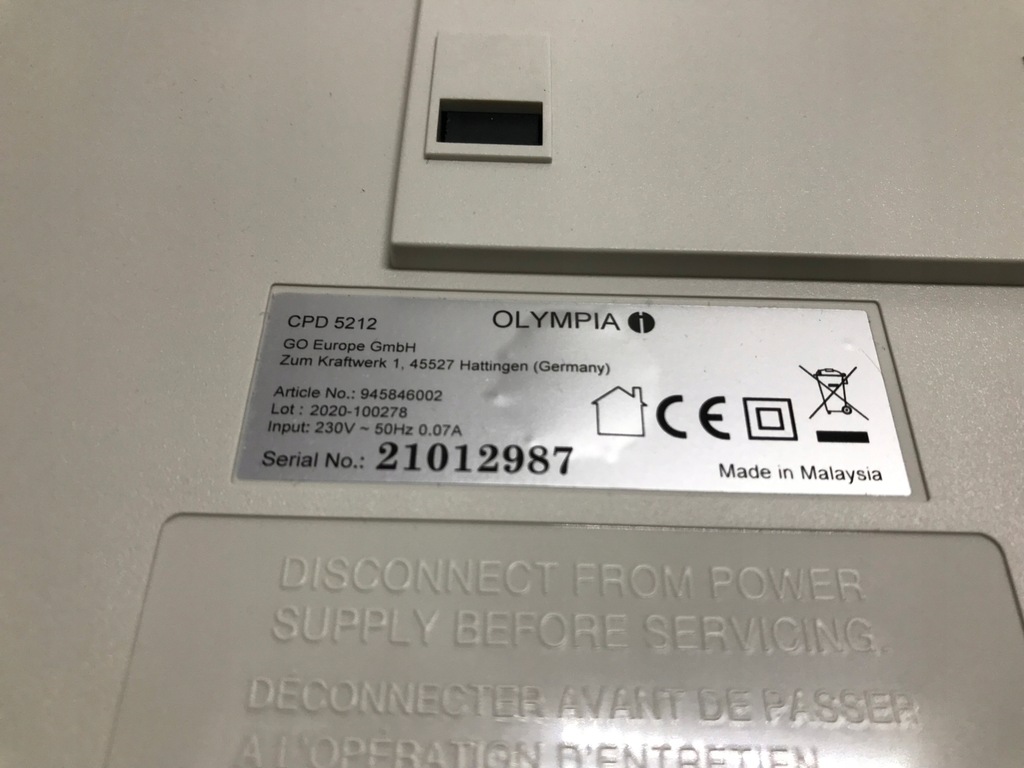 CPD 5212
OLYMPIA
GO Europe GmbH
Zum Kraftwerk 1, 45527 Hattingen (Germany)
Article No.: 945846002
Lot : 2020-100278
Input: 230V ~ 50Hz 0.07A
Serial No.: 21012987
CE
Made in Malaysia
DISCONNECT FROM POWER
SUPPLY BEFORE SERVICING.
DÉCONNECTER AVANT DE PASSER
A L'OPÉRATION D'ENTRETIEN.